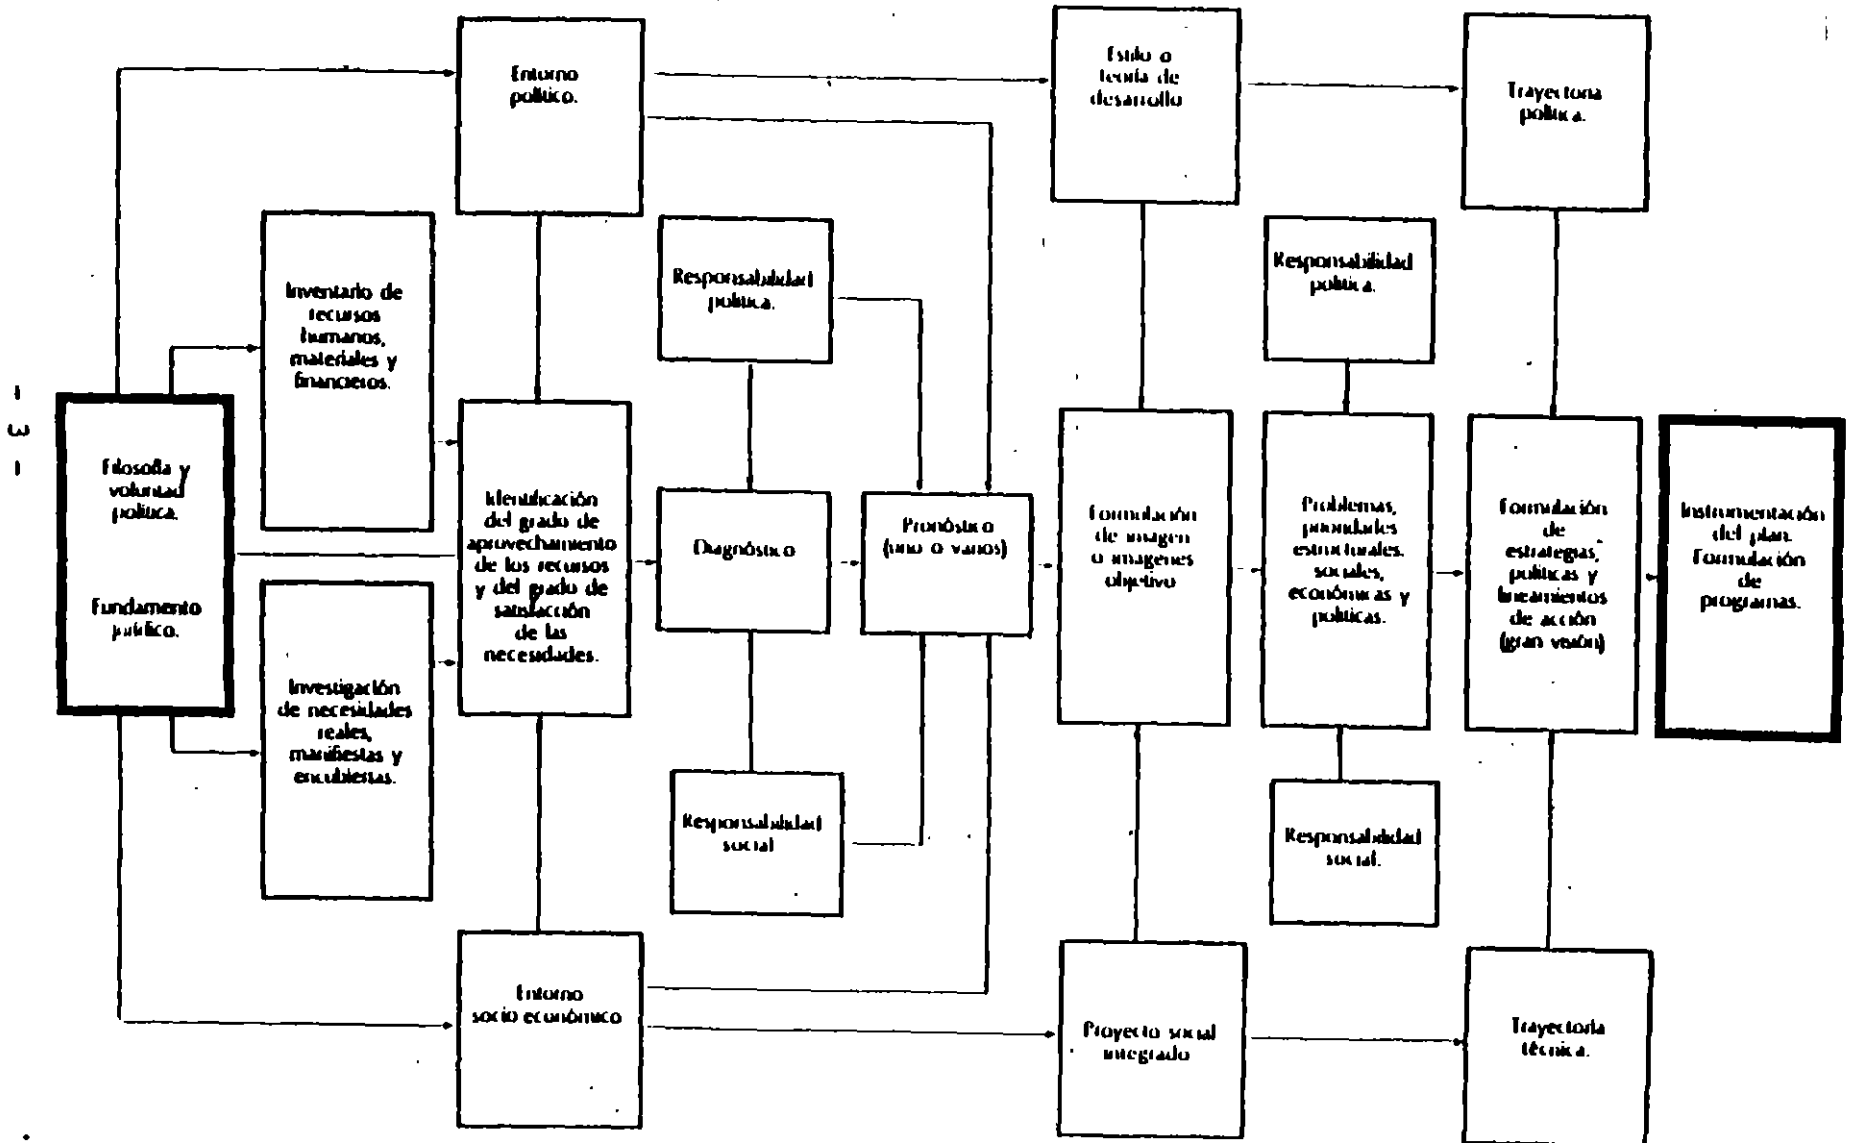 - 3 -
Entorno
político.
Estilo o
teoría de
desarrollo
Trayectoria
política.
Inventario de
recursos
humanos,
materiales y
financieros.
Responsabilidad
política.
Responsabilidad
política.
Filosofía y
voluntad
política.
Fundamento
jurídico.
Identificación
del grado de
aprovechamiento
de los recursos
y del grado de
satisfacción
de las
necesidades.
Diagnóstico
Pronóstico
(uno o varios)
Formulación
de imagen
o imagenes
objetivo
Problemas,
prioridades
estructurales,
sociales,
económicas y
políticas.
Formulación
de
estrategias,
políticas y
lineamientos
de acción
(gran visión)
Instrumentación
del plan.
Formulación
de
programas.
Investigación
de necesidades
reales,
manifiestas y
encubiertas.
Responsabilidad
social
Responsabilidad
social.
Entorno
socio económico
Proyecto social
integrado
Trayectoria
técnica.